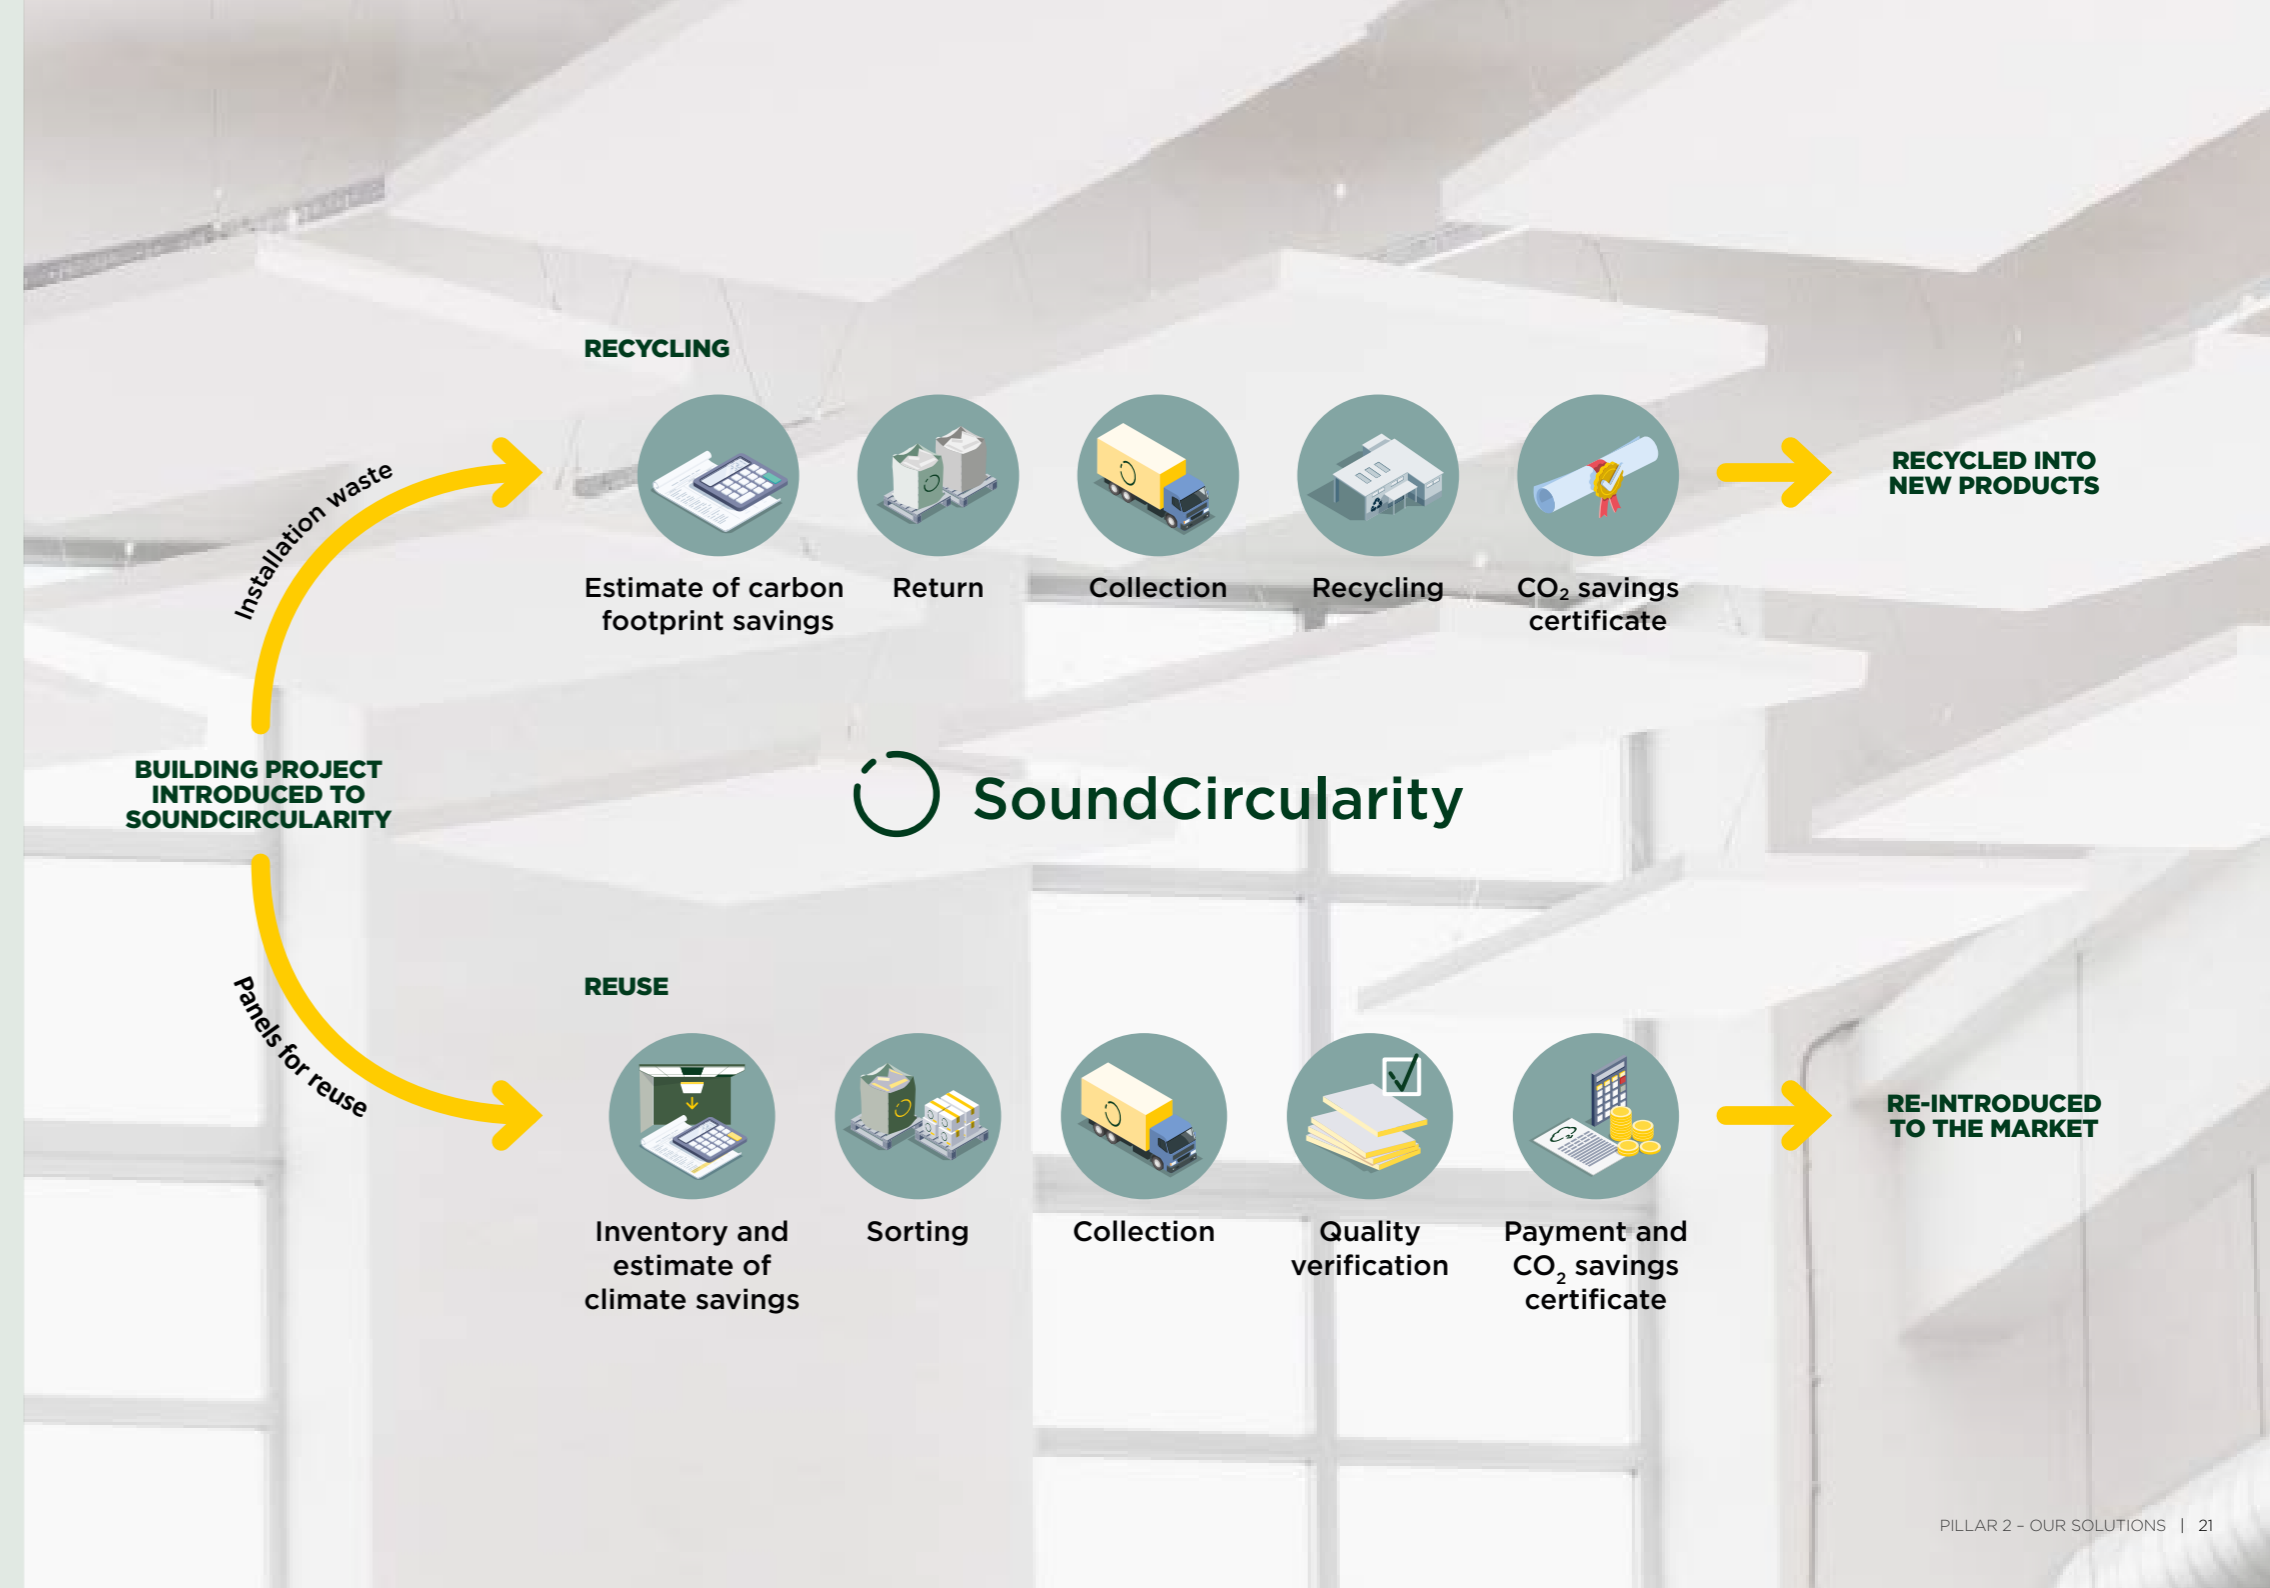 RECYCLING
Installation waste
Estimate of carbon
footprint savings
Return
Collection
Recycling
CO₂ savings
certificate
RECYCLED INTO
NEW PRODUCTS
BUILDING PROJECT
INTRODUCED TO
SOUNDCIRCULARITY
SoundCircularity
Panels for reuse
REUSE
Inventory and
estimate of
climate savings
Sorting
Collection
Quality
verification
Payment and
CO₂ savings
certificate
RE-INTRODUCED
TO THE MARKET
PILLAR 2 – OUR SOLUTIONS | 21